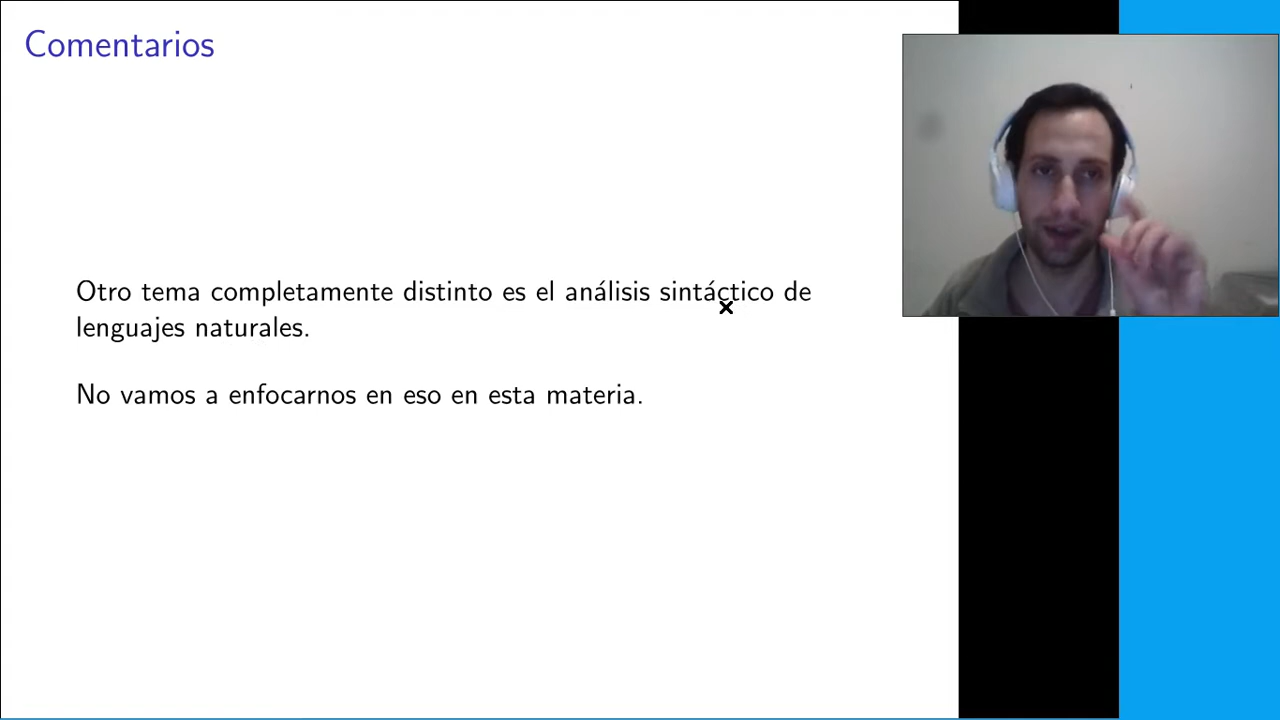 Comentarios
Otro tema completamente distinto es el análisis sintáctico de
lenguajes naturales.
No vamos a enfocarnos en eso en esta materia.